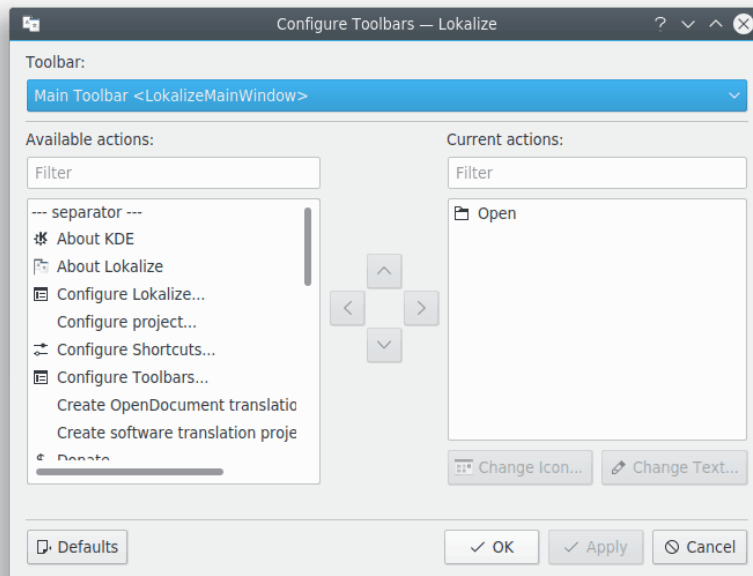 Configure Toolbars — Lokalize
Toolbar:
Main Toolbar <LokalizeMainWindow>
Available actions:
Current actions:
Filter
Filter
--- separator ---
Open
About KDE
About Lokalize
Configure Lokalize...
Configure project...
Configure Shortcuts...
Configure Toolbars...
Create OpenDocument translatio
Create software translation proje
Donate
Change Icon...
Change Text...
Defaults
OK
Apply
Cancel